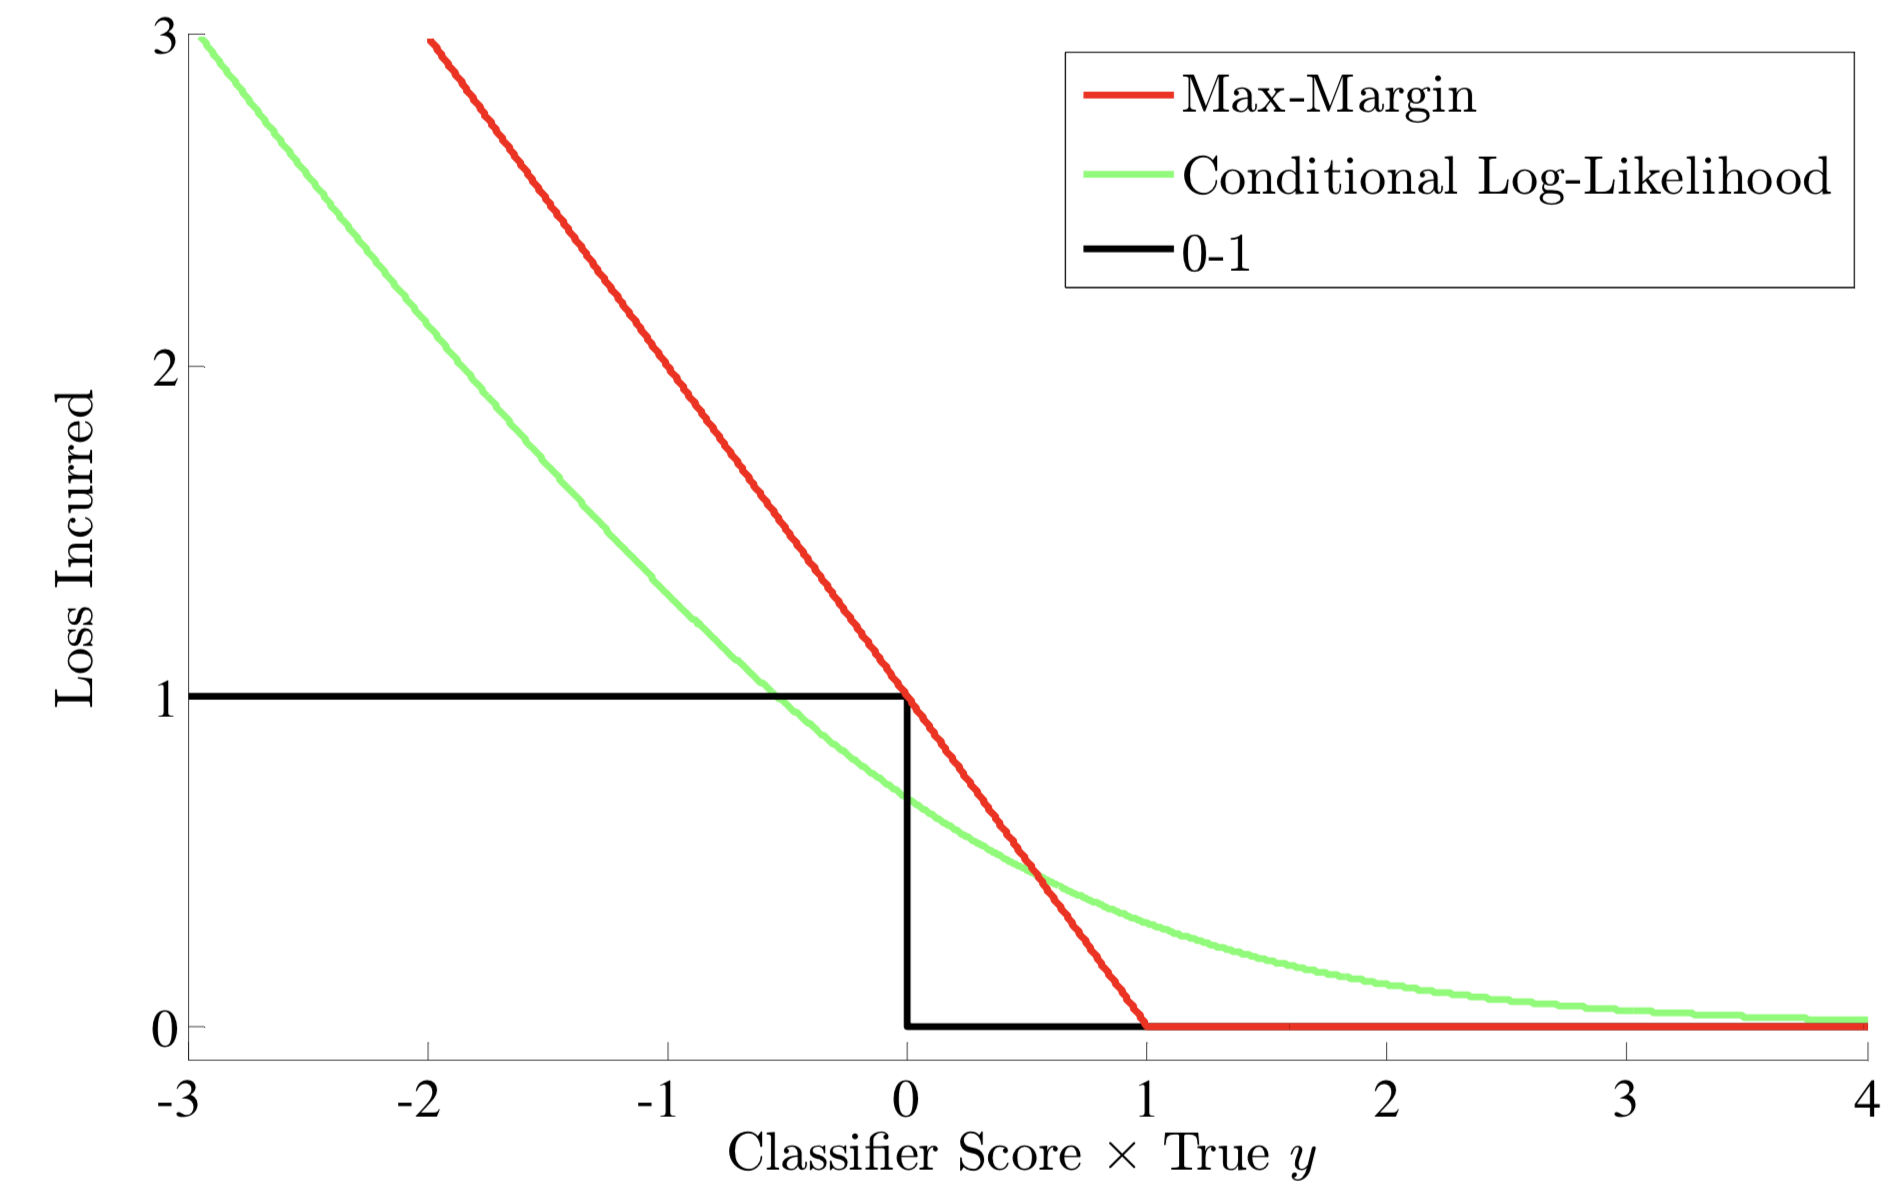 3
2
1
0
Loss Incurred
Max-Margin
Conditional Log-Likelihood
0-1
-3 -2 -1 0 1 2 3 4
Classifier Score × True y